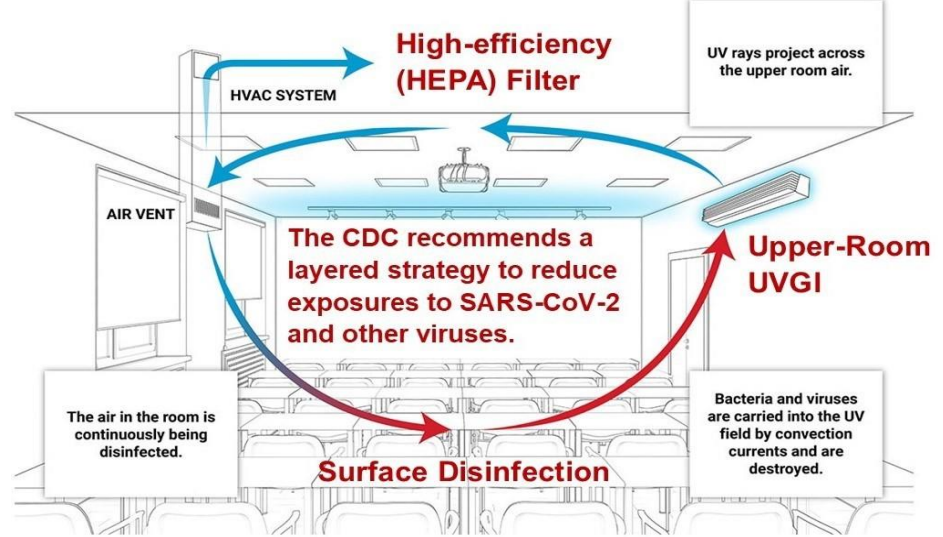 High-efficiency
(HEPA) Filter
UV rays project across
the upper room air.
HVAC SYSTEM
AIR VENT
The CDC recommends a
layered strategy to reduce
exposures to SARS-CoV-2
and other viruses.
Upper-Room
UVGI
The air in the room is
continuously being
disinfected.
Bacteria and viruses
are carried into the UV
field by convection
currents and are
destroyed.
Surface Disinfection